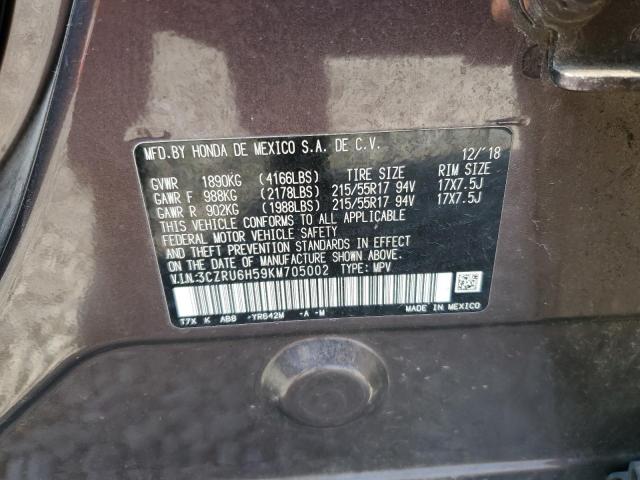 MFD.BY HONDA DE MEXICO S.A. DE C.V. 12/'18
GVWR 1890KG (4166LBS) TIRE SIZE RIM SIZE
GAWR F 988KG (2178LBS) 215/55R17 94V 17X7.5J
GAWR R 902KG (1988LBS) 215/55R17 94V 17X7.5J
THIS VEHICLE CONFORMS TO ALL APPLICABLE
FEDERAL MOTOR VEHICLE SAFETY
AND THEFT PREVENTION STANDARDS IN EFFECT
ON THE DATE OF MANUFACTURE SHOWN ABOVE.
V.I.N.:3CZRU6H59KM705002 TYPE: MPV
T7X K ABB -YR642M -A -M MADE IN MEXICO